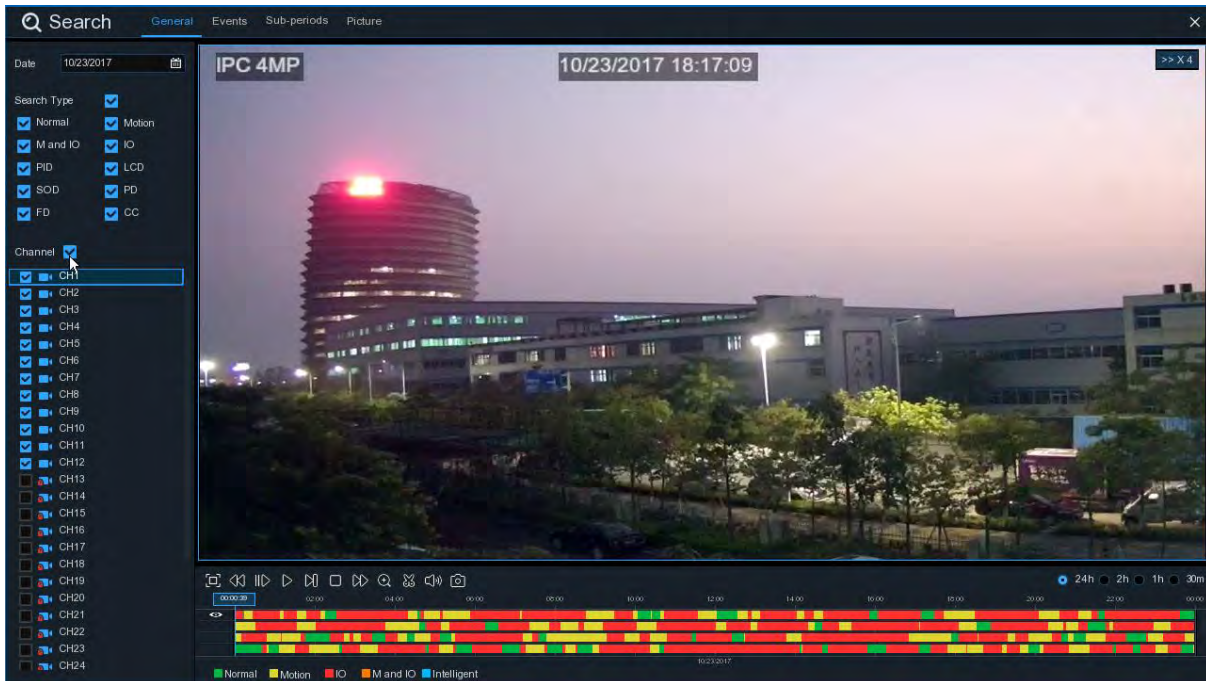 Search General Events Sub-periods Picture
Date 10/23/2017
Search Type
Normal Motion
M and IO IO
PID LCD
SOD PD
FD CC
Channel
CH1
CH2
CH3
CH4
CH5
CH6
CH7
CH8
CH9
CH10
CH11
CH12
CH13
CH14
CH15
CH16
CH17
CH18
CH19
CH20
CH21
CH22
CH23
CH24
IPC 4MP 10/23/2017 18:17:09 >> X 4
24h 2h 1h 30m
00:00:39 02:00 04:00 06:00 08:00 10:00 12:00 14:00 16:00 18:00 20:00 22:00 00:00
10/23/2017
Normal Motion IO M and IO Intelligent